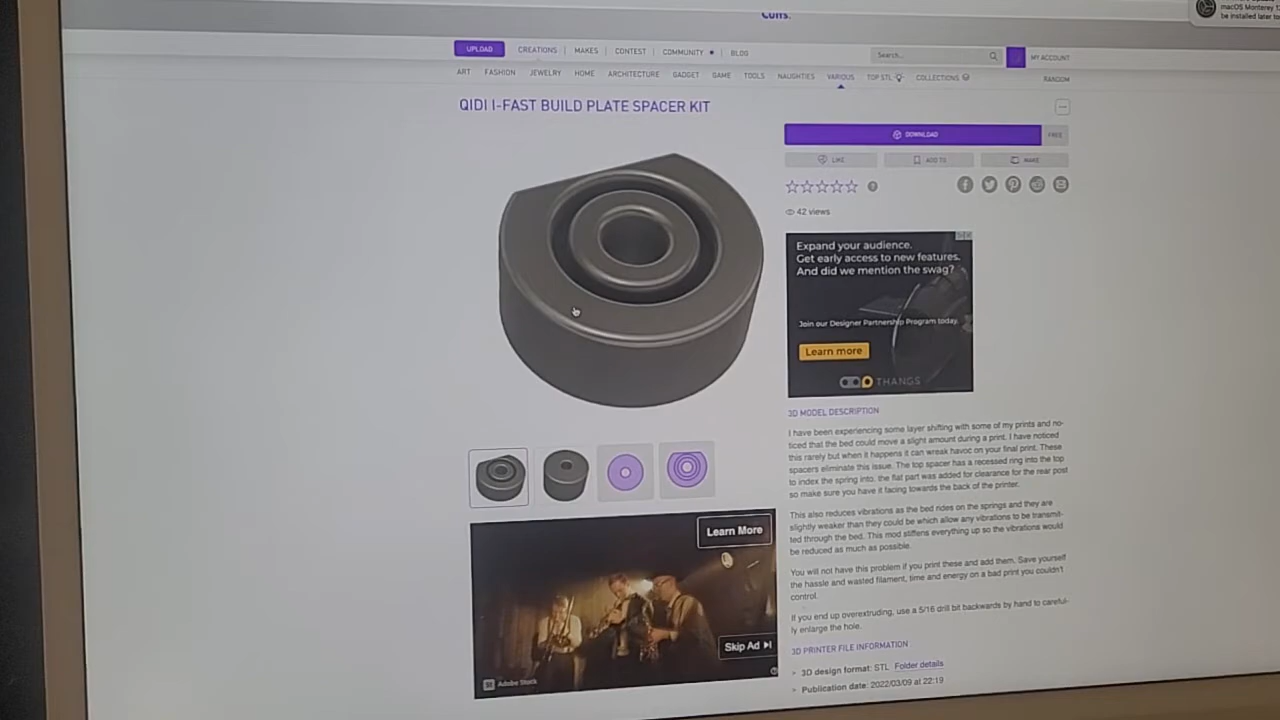 Cults.
macOS Monterey 1
be installed later fo
UPLOAD CREATIONS MAKES CONTEST COMMUNITY BLOG
Search...
MY ACCOUNT
ART FASHION JEWELRY HOME ARCHITECTURE GADGET GAME TOOLS NAUGHTIES VARIOUS TOP STL COLLECTIONS RANDOM
QIDI I-FAST BUILD PLATE SPACER KIT
DOWNLOAD FREE
LIKE ADD TO MAKE
42 views
Expand your audience.
Get early access to new features.
And did we mention the swag?
Join our Designer Partnership Program today.
Learn more
THANGS
3D MODEL DESCRIPTION
I have been experiencing some layer shifting with some of my prints and no-
ticed that the bed could move a slight amount during a print. I have noticed
this rarely but when it happens it can wreak havoc on your final print. These
spacers eliminate this issue. The top spacer has a recessed ring into the top
to index the spring into, the flat part was added for clearance for the rear post
so make sure you have it facing towards the back of the printer.
This also reduces vibrations as the bed rides on the springs and they are
slightly weaker than they could be which allow any vibrations to be transmit-
ted through the bed. This mod stiffens everything up so the vibrations would
be reduced as much as possible.
You will not have this problem if you print these and add them. Save yourself
the hassle and wasted filament, time and energy on a bad print you couldn't
control.
If you end up overextruding, use a 5/16 drill bit backwards by hand to careful-
ly enlarge the hole.
3D PRINTER FILE INFORMATION
> 3D design format: STL Folder details
> Publication date: 2022/03/09 at 22:19
Learn More
Skip Ad
Adobe Stock